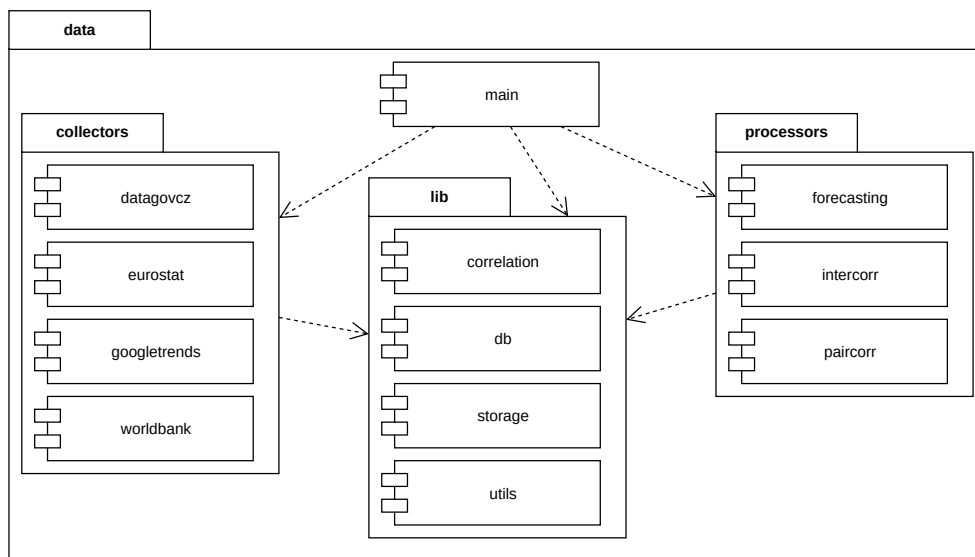 data
main
collectors
datagovcz
eurostat
googletrends
worldbank
lib
correlation
db
storage
utils
processors
forecasting
intercorr
paircorr